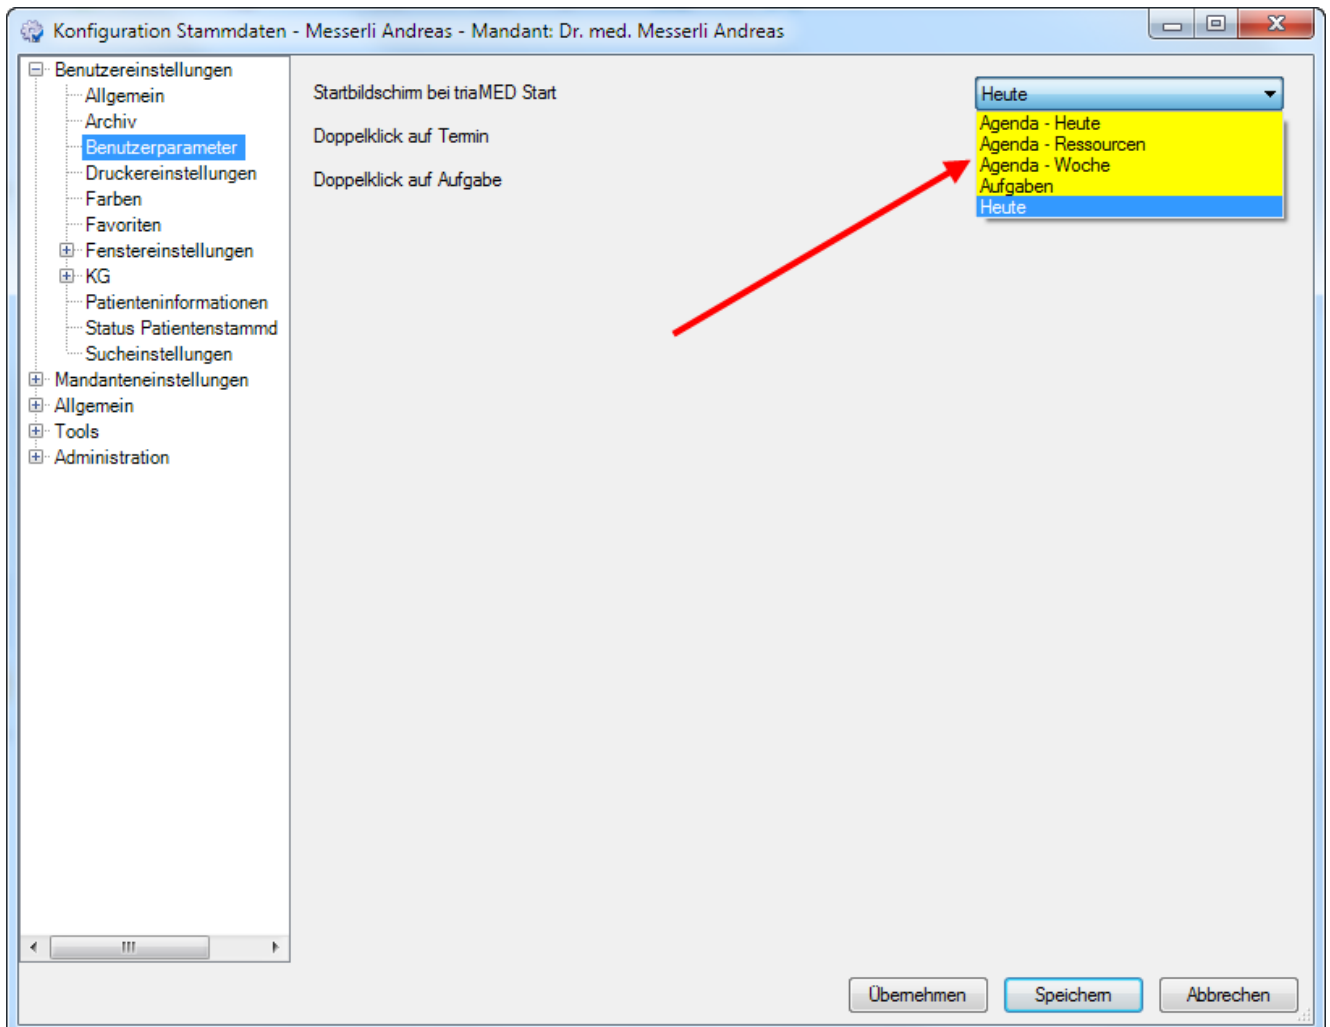 Konfiguration Stammdaten - Messerli Andreas - Mandant: Dr. med. Messerli Andreas
Benutzereinstellungen
Allgemein
Archiv
Benutzerparameter
Druckereinstellungen
Farben
Favoriten
Fenstereinstellungen
KG
Patienteninformationen
Status Patientenstammd
Sucheinstellungen
Mandanteneinstellungen
Allgemein
Tools
Administration
Startbildschirm bei triaMED Start
Doppelklick auf Termin
Doppelklick auf Aufgabe
Heute
Agenda - Heute
Agenda - Ressourcen
Agenda - Woche
Aufgaben
Heute
Übernehmen
Speichern
Abbrechen